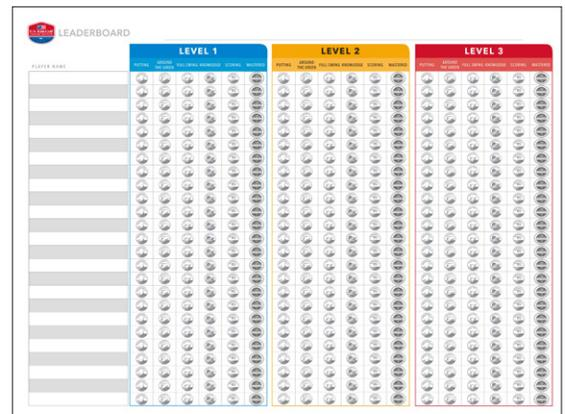 LEADERBOARD
LEVEL 1
LEVEL 2
LEVEL 3
PLAYER NAME
PUTTING AROUND THE GREEN FULL SWING KNOWLEDGE SCORING MASTERED
PUTTING AROUND THE GREEN FULL SWING KNOWLEDGE SCORING MASTERED
PUTTING AROUND THE GREEN FULL SWING KNOWLEDGE SCORING MASTERED